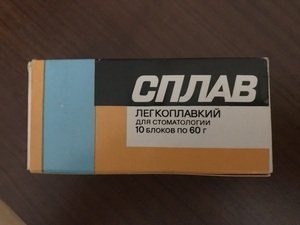 СПЛАВ
ЛЕГКОПЛАВКИЙ
ДЛЯ СТОМАТОЛОГИИ
10 БЛОКОВ ПО 60 Г